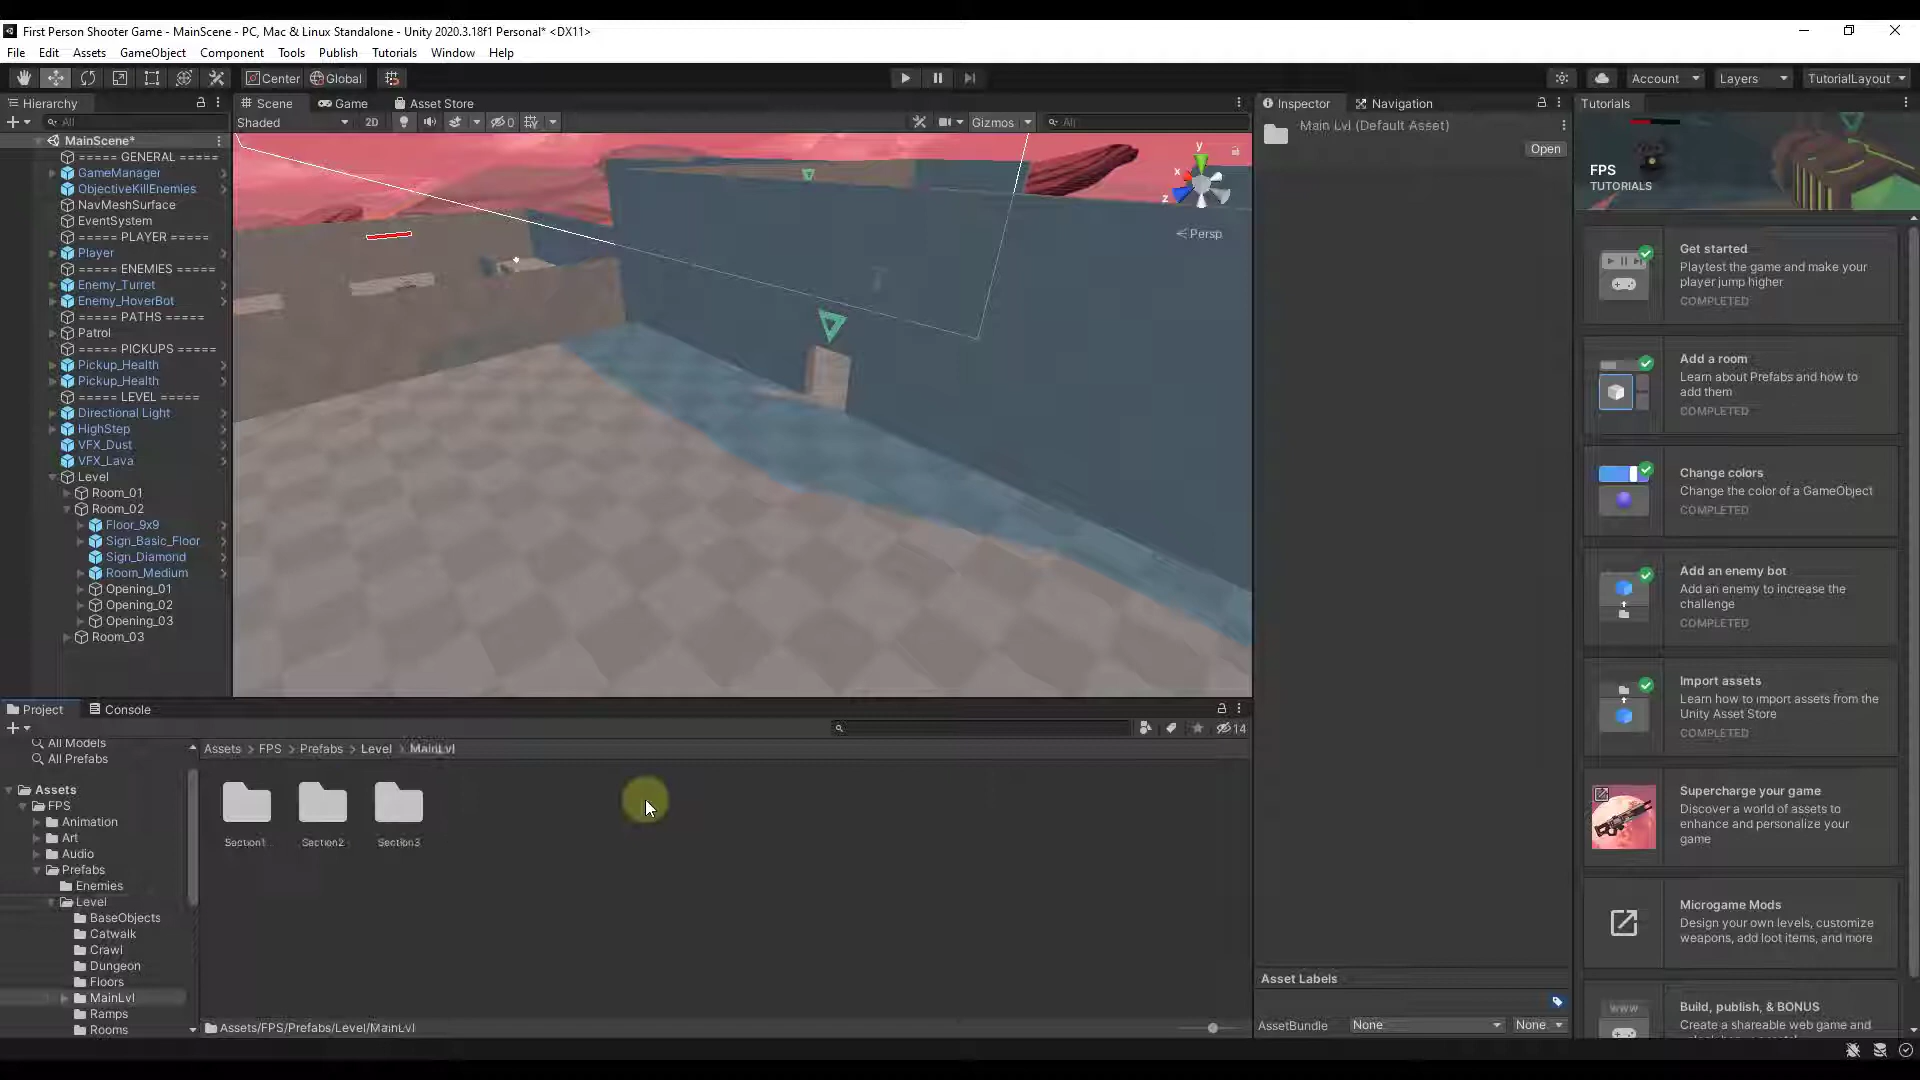 First Person Shooter Game - MainScene - PC, Mac & Linux Standalone - Unity 2020.3.18f1 Personal* <DX11>
File Edit Assets GameObject Component Tools Publish Tutorials Window Help
Center Global Account Layers TutorialLayout
Hierarchy
All
MainScene*
===== GENERAL =====
GameManager
ObjectiveKillEnemies
NavMeshSurface
EventSystem
===== PLAYER =====
Player
===== ENEMIES =====
Enemy_Turret
Enemy_HoverBot
===== PATHS =====
Patrol
===== PICKUPS =====
Pickup_Health
Pickup_Health
===== LEVEL =====
Directional Light
HighStep
VFX_Dust
VFX_Lava
Level
Room_01
Room_02
Floor_9x9
Sign_Basic_Floor
Sign_Diamond
Room_Medium
Opening_01
Opening_02
Opening_03
Room_03
Scene Game Asset Store
Shaded 2D 0 Gizmos All
y
x
z
Persp
Inspector Navigation
Main Lvl (Default Asset)
Open
Asset Labels
AssetBundle None None
Tutorials
FPS
TUTORIALS
Get started
Playtest the game and make your
player jump higher
COMPLETED
Add a room
Learn about Prefabs and how to
add them
COMPLETED
Change colors
Change the color of a GameObject
COMPLETED
Add an enemy bot
Add an enemy to increase the
challenge
COMPLETED
Import assets
Learn how to import assets from the
Unity Asset Store
COMPLETED
Supercharge your game
Discover a world of assets to
enhance and personalize your
game
Microgame Mods
Design your own levels, customize
weapons, add loot items, and more
WWW
Build, publish, & BONUS
Create a shareable web game and
Project Console
14
All Models
All Prefabs
Assets
FPS
Animation
Art
Audio
Prefabs
Enemies
Level
BaseObjects
Catwalk
Crawl
Dungeon
Floors
MainLvl
Ramps
Rooms
Assets > FPS > Prefabs > Level > MainLvl
Section1 Section2 Section3
Assets/FPS/Prefabs/Level/MainLvl